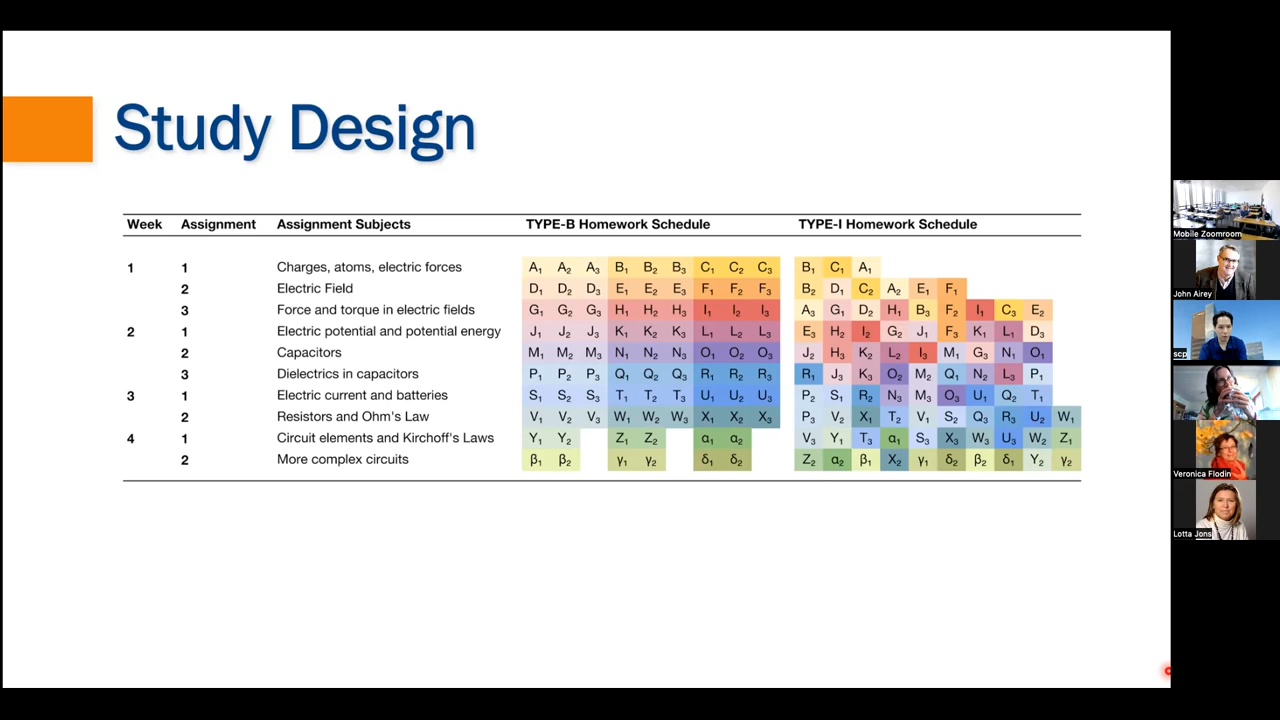 Study Design
Week Assignment Assignment Subjects TYPE-B Homework Schedule TYPE-I Homework Schedule
1 1 Charges, atoms, electric forces A₁ A₂ A₃ B₁ B₂ B₃ C₁ C₂ C₃ B₁ C₁ A₁
2 Electric Field D₁ D₂ D₃ E₁ E₂ E₃ F₁ F₂ F₃ B₂ D₁ C₂ A₂ E₁ F₁
3 Force and torque in electric fields G₁ G₂ G₃ H₁ H₂ H₃ I₁ I₂ I₃ A₃ G₁ D₂ H₁ B₃ F₂ I₁ C₃ E₂
2 1 Electric potential and potential energy J₁ J₂ J₃ K₁ K₂ K₃ L₁ L₂ L₃ E₃ H₂ I₂ G₂ J₁ F₃ K₁ L₁ D₃
2 Capacitors M₁ M₂ M₃ N₁ N₂ N₃ O₁ O₂ O₃ J₂ H₃ K₂ L₂ I₃ M₁ G₃ N₁ O₁
3 Dielectrics in capacitors P₁ P₂ P₃ Q₁ Q₂ Q₃ R₁ R₂ R₃ R₁ J₃ K₃ O₂ M₂ Q₁ N₂ L₃ P₁
3 1 Electric current and batteries S₁ S₂ S₃ T₁ T₂ T₃ U₁ U₂ U₃ P₂ S₁ R₂ N₃ M₃ O₃ U₁ Q₂ T₁
2 Resistors and Ohm's Law V₁ V₂ V₃ W₁ W₂ W₃ X₁ X₂ X₃ P₃ V₂ X₁ T₂ V₁ S₂ Q₃ R₃ U₂ W₁
4 1 Circuit elements and Kirchoff's Laws Y₁ Y₂ Z₁ Z₂ α₁ α₂ V₃ Y₁ T₃ α₁ S₃ X₃ W₃ U₃ W₂ Z₁
2 More complex circuits β₁ β₂ γ₁ γ₂ δ₁ δ₂ Z₂ α₂ β₁ X₂ γ₁ δ₂ β₂ δ₁ Y₂ γ₂
Mobile Zoomroom
John Airey
scp
Veronica Flodin
Lotta Jons